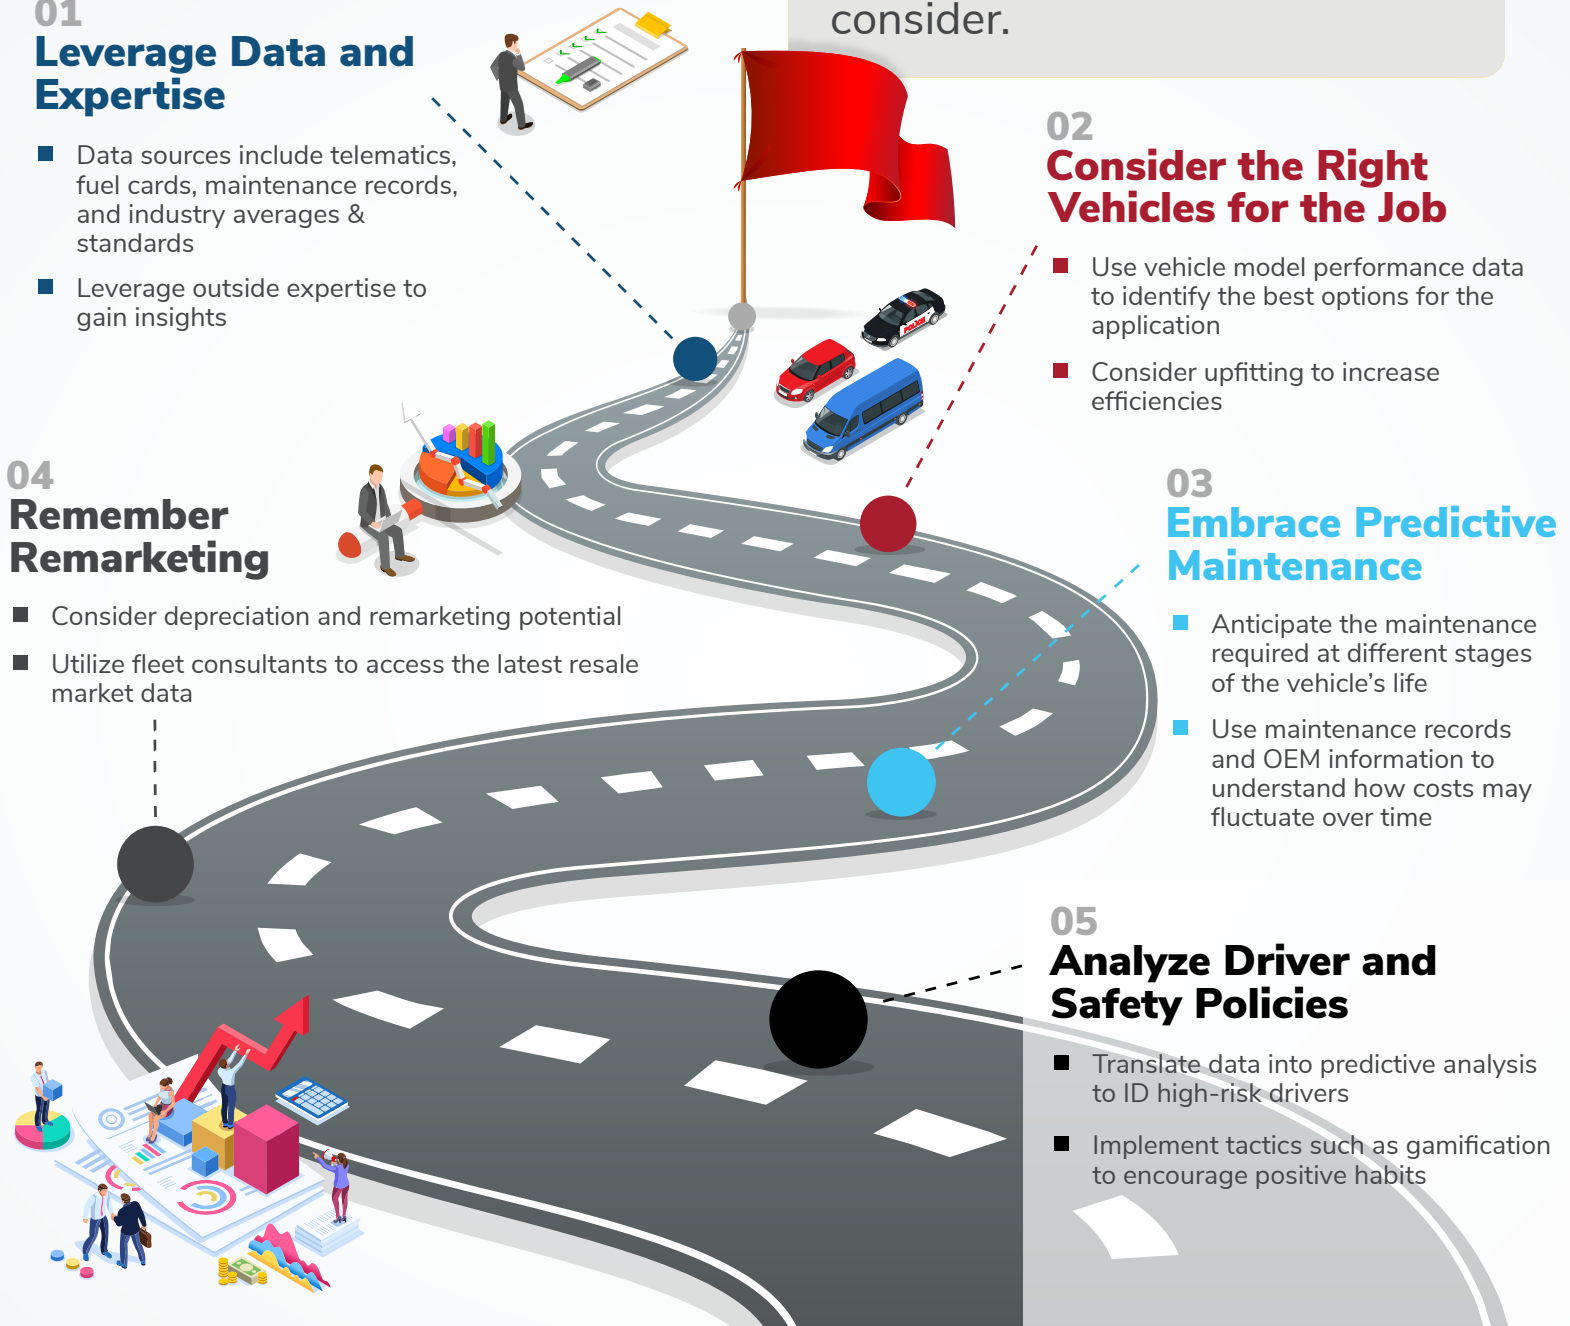 consider.
01
Leverage Data and
Expertise
Data sources include telematics,
fuel cards, maintenance records,
and industry averages &
standards
Leverage outside expertise to
gain insights
02
Consider the Right
Vehicles for the Job
Use vehicle model performance data
to identify the best options for the
application
Consider upfitting to increase
efficiencies
POLICE
03
Embrace Predictive
Maintenance
Anticipate the maintenance
required at different stages
of the vehicle’s life
Use maintenance records
and OEM information to
understand how costs may
fluctuate over time
04
Remember
Remarketing
Consider depreciation and remarketing potential
Utilize fleet consultants to access the latest resale
market data
05
Analyze Driver and
Safety Policies
Translate data into predictive analysis
to ID high-risk drivers
Implement tactics such as gamification
to encourage positive habits